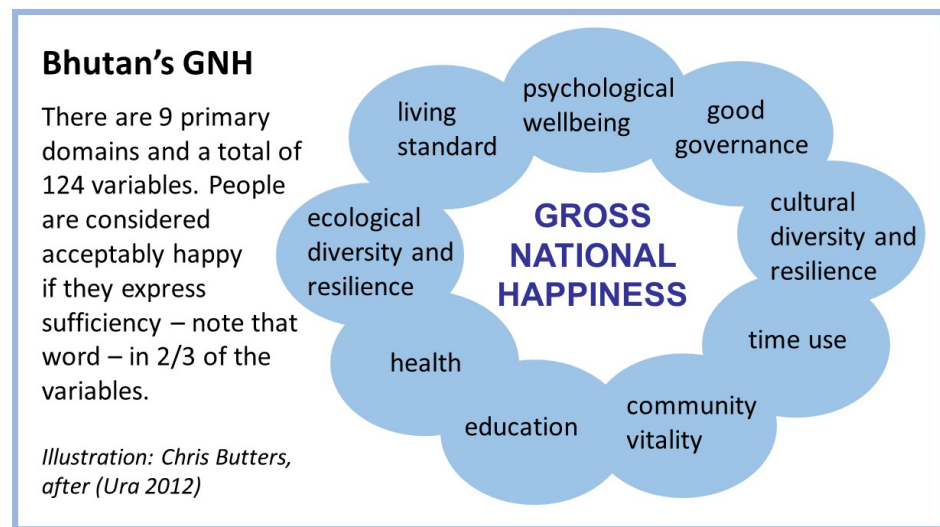 Bhutan’s GNH
There are 9 primary
domains and a total of
124 variables. People
are considered
acceptably happy
if they express
sufficiency – note that
word – in 2/3 of the
variables.
Illustration: Chris Butters,
after (Ura 2012)
psychological
wellbeing
good
governance
cultural
diversity and
resilience
time use
community
vitality
education
health
ecological
diversity and
resilience
living
standard
GROSS
NATIONAL
HAPPINESS